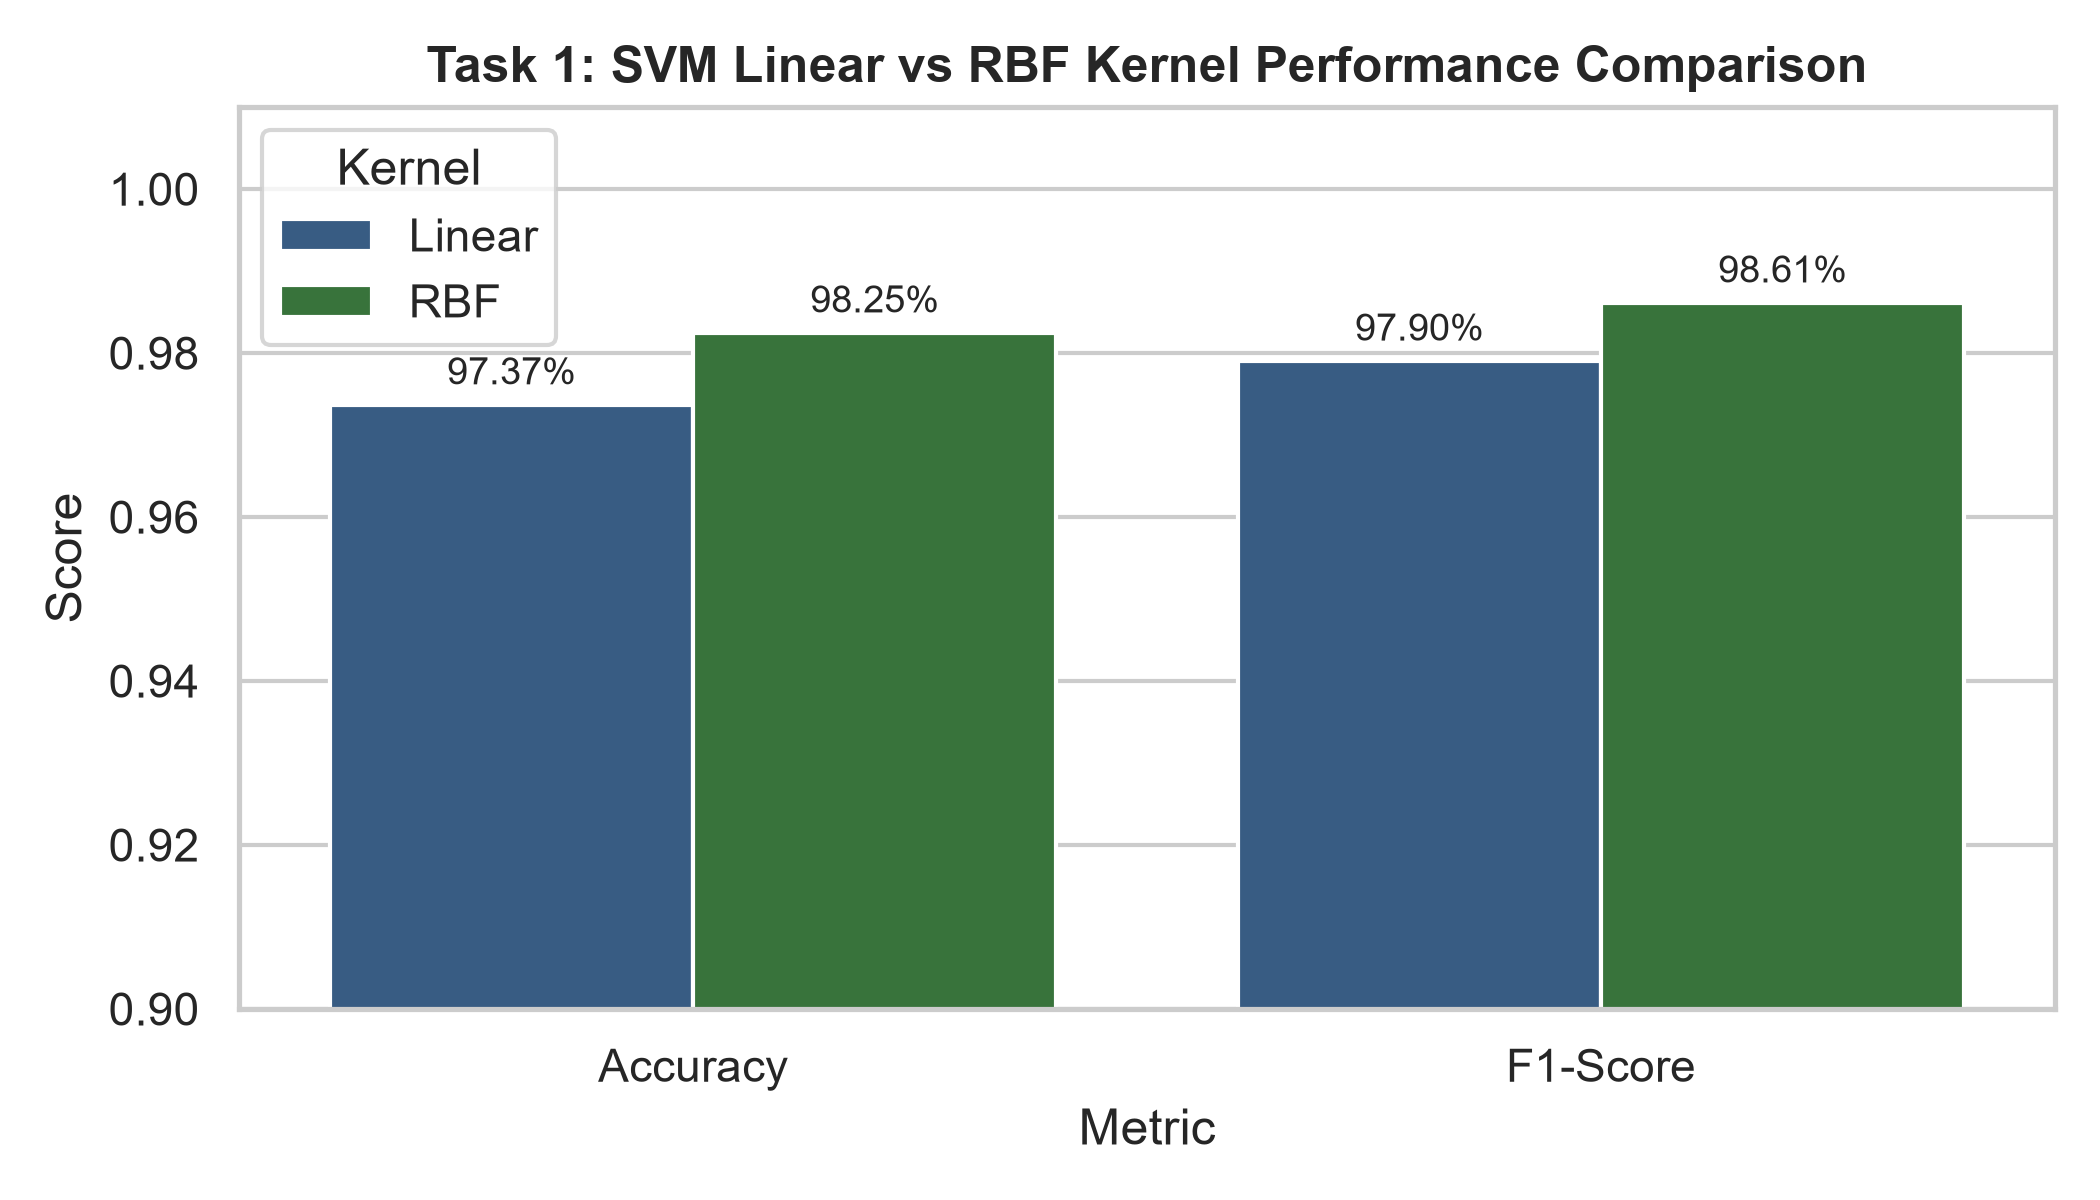 Task 1: SVM Linear vs RBF Kernel Performance Comparison
Kernel
Linear
RBF
1.00
0.98
0.96
0.94
0.92
0.90
Score
97.37%
98.25%
97.90%
98.61%
Accuracy
F1-Score
Metric